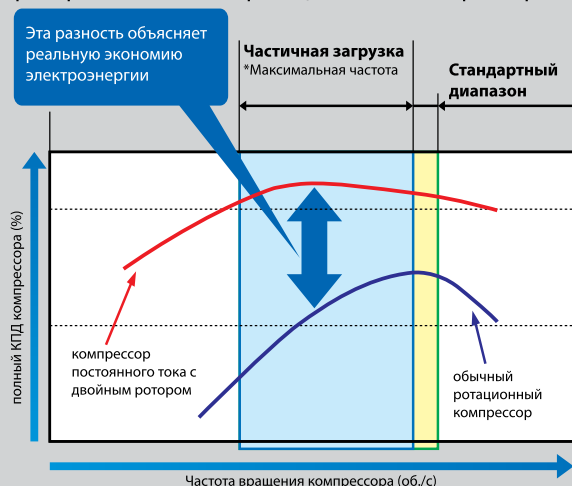 Эта разность объясняет
реальную экономию
электроэнергии
Частичная загрузка
*Максимальная частота
Стандартный
диапазон
полный КПД компрессора (%)
компрессор
постоянного тока с
двойным ротором
обычный
ротационный
компрессор
Частота вращения компрессора (об./с)